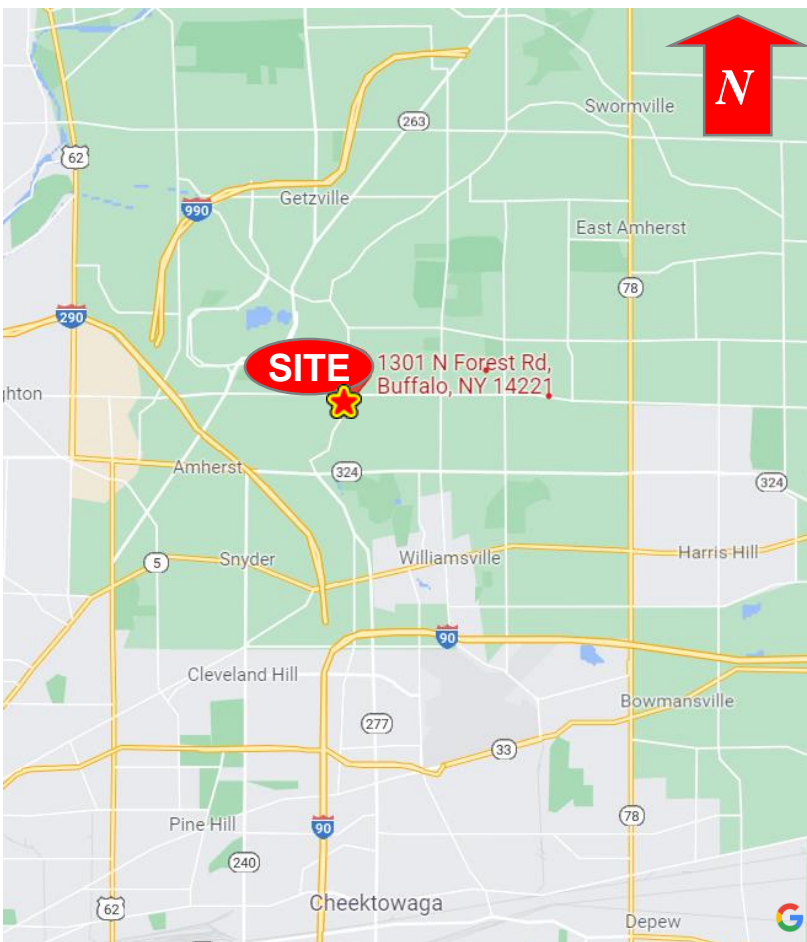 N
Swormville
263
62
Getzville
990
East Amherst
78
290
SITE
1301 N Forest Rd,
Buffalo, NY 14221
ghton
Amherst
324
324
5
Snyder
Williamsville
Harris Hill
90
Cleveland Hill
Bowmansville
277
33
78
Pine Hill
90
240
Cheektowaga
62
Depew
G